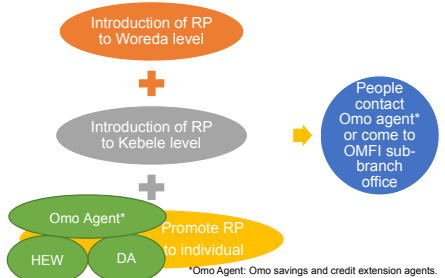 Introduction of RP
to Woreda level
Introduction of RP
to Kebele level
People
contact
Omo agent*
or come to
OMFI sub-
branch
office
Omo Agent*
Promote RP
to individual
HEW
DA
*Omo Agent: Omo savings and credit extension agents.